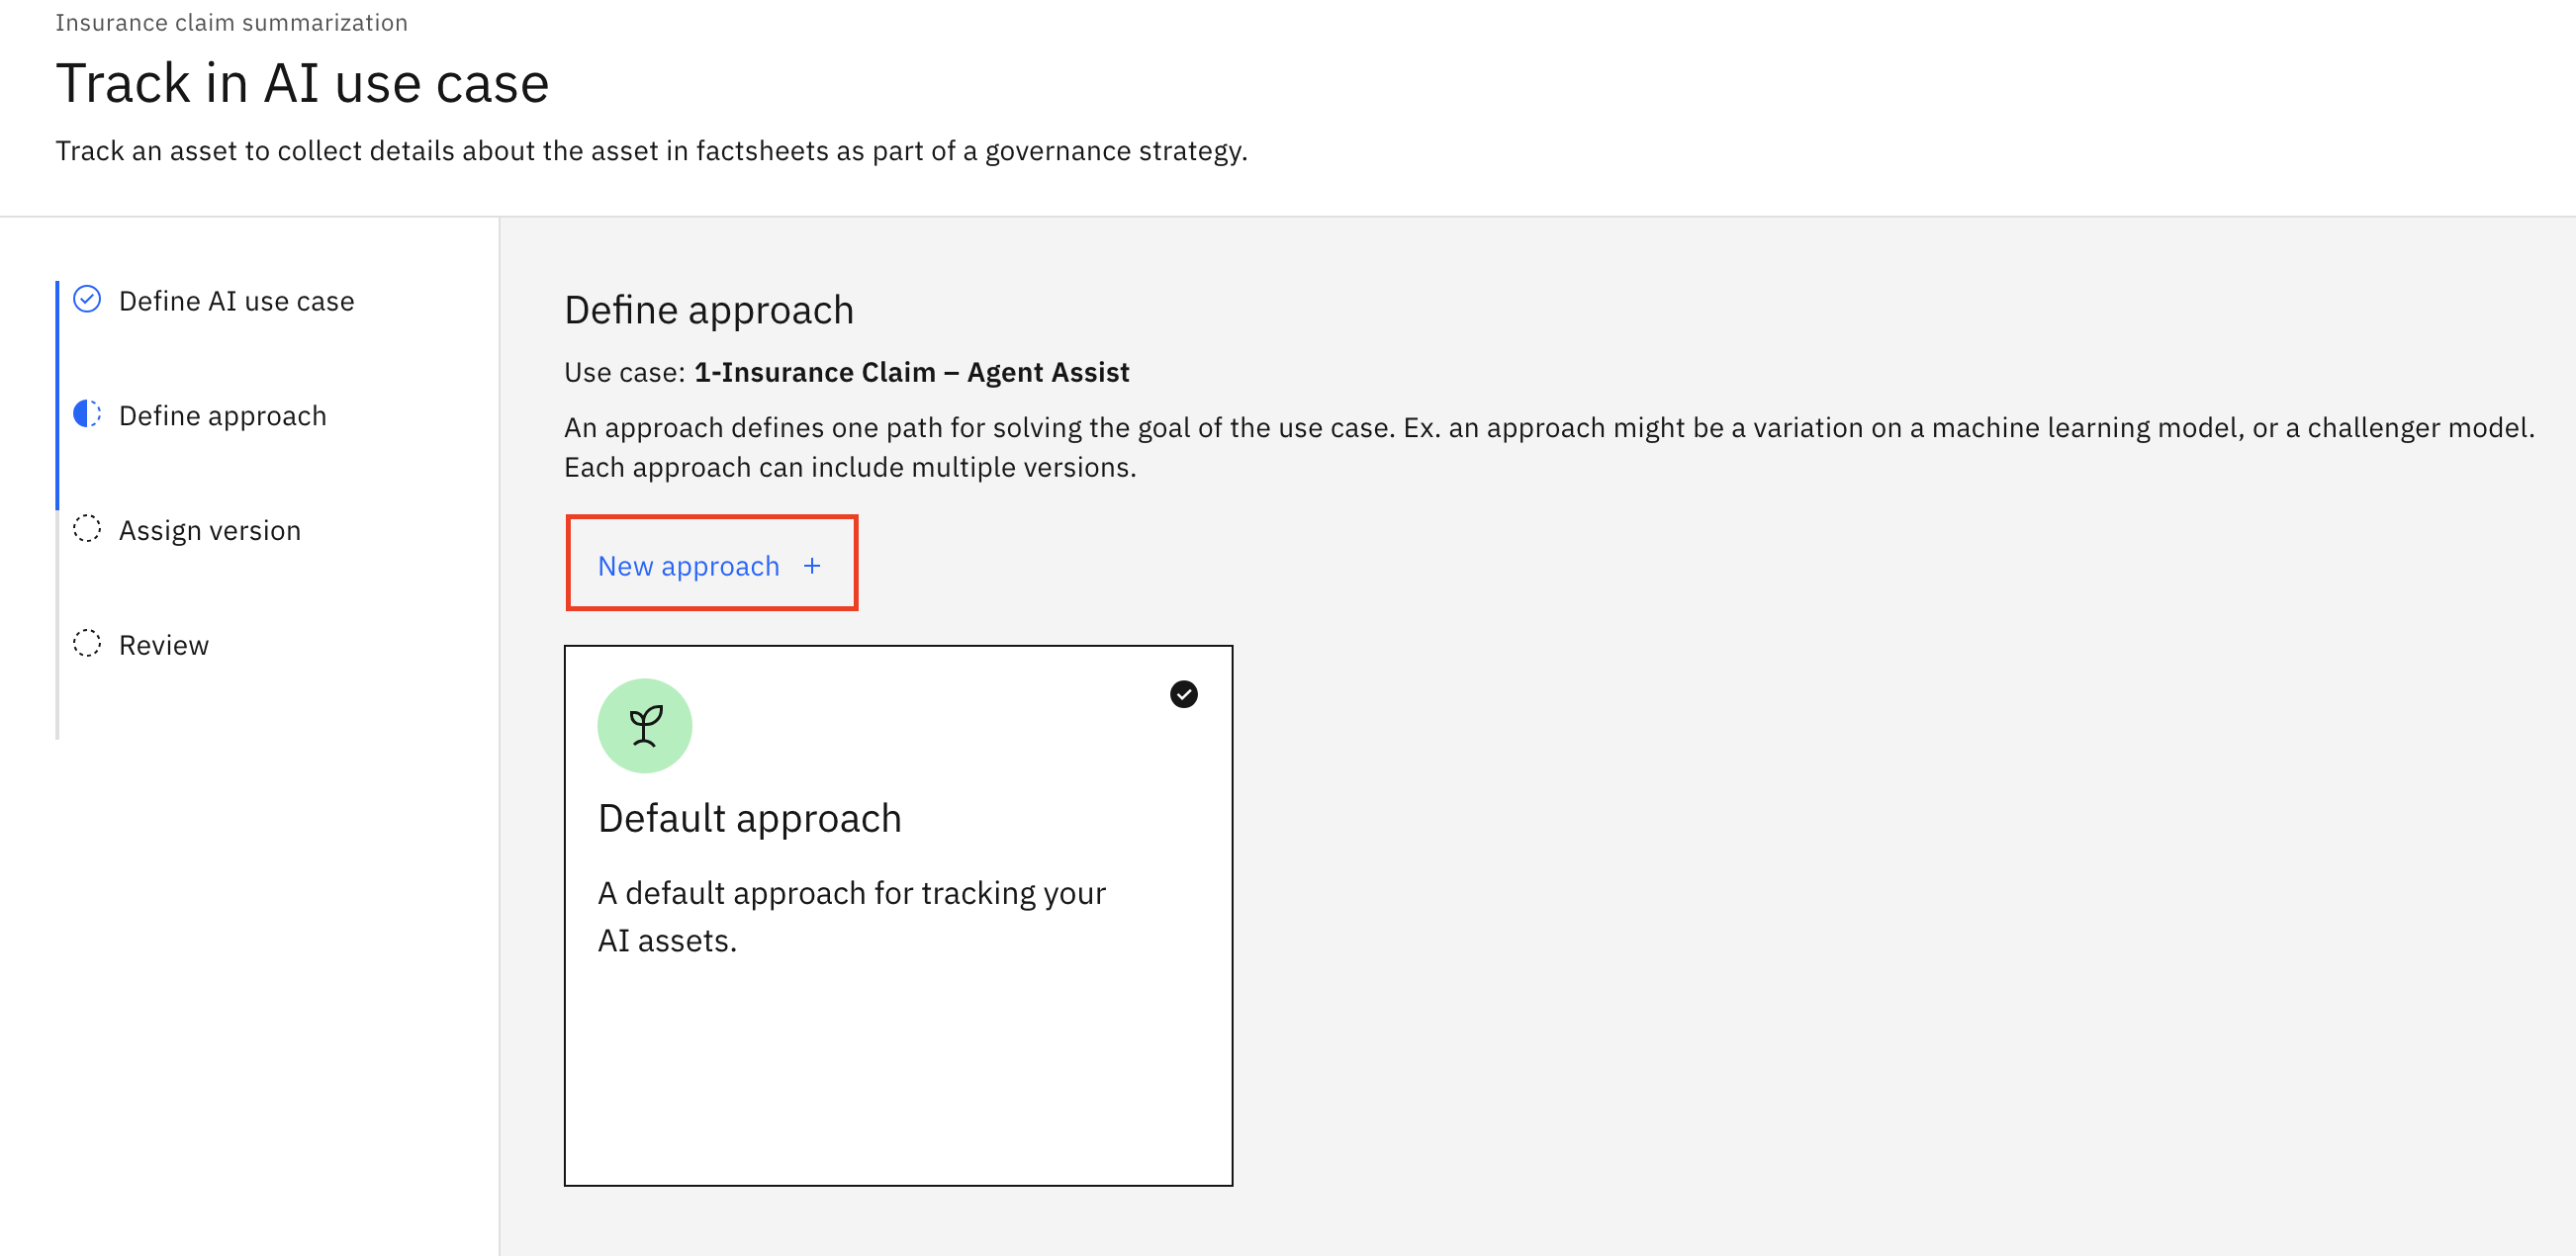 Insurance claim summarization
Track in AI use case
Track an asset to collect details about the asset in factsheets as part of a governance strategy.
Define AI use case
Define approach
Assign version
Review
Define approach
Use case: 1-Insurance Claim – Agent Assist
An approach defines one path for solving the goal of the use case. Ex. an approach might be a variation on a machine learning model, or a challenger model.
Each approach can include multiple versions.
New approach +
Default approach
A default approach for tracking your
AI assets.